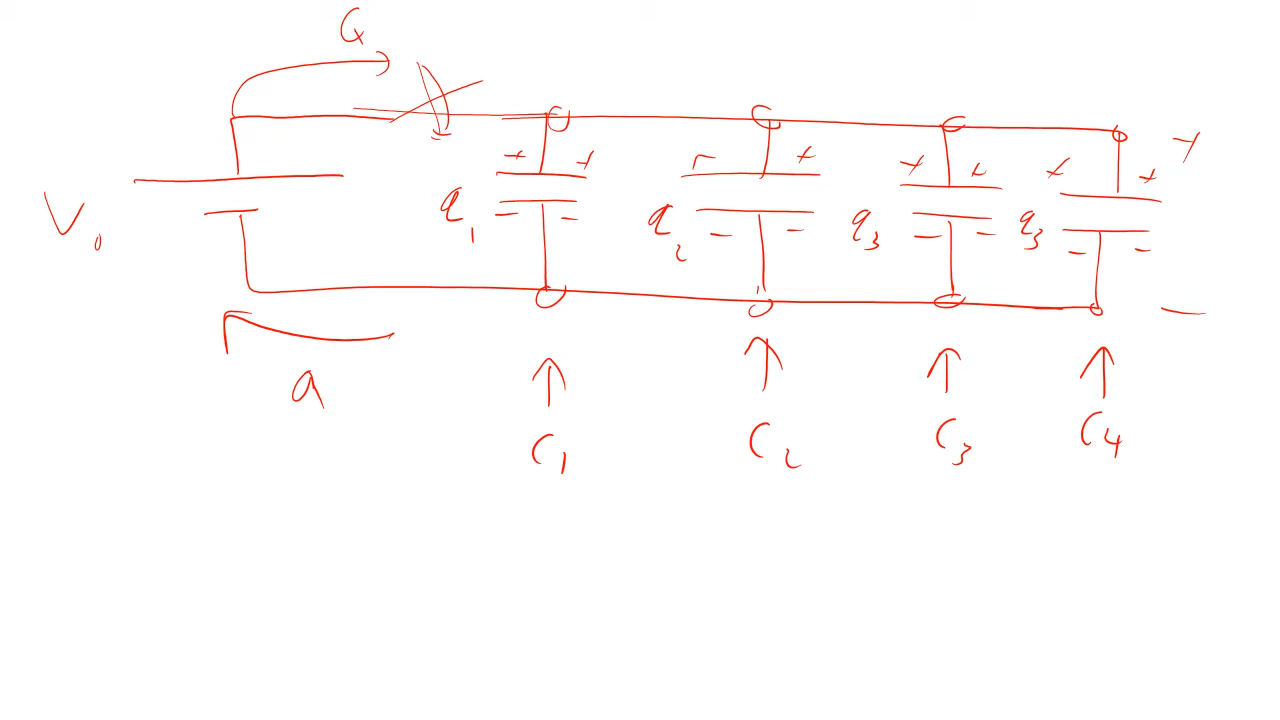 Q
+ + + + + + + + +
V₀ q₁ q₂ q₃ q₃
- - - - - - - - -
a
C₁ C₂ C₃ C₄